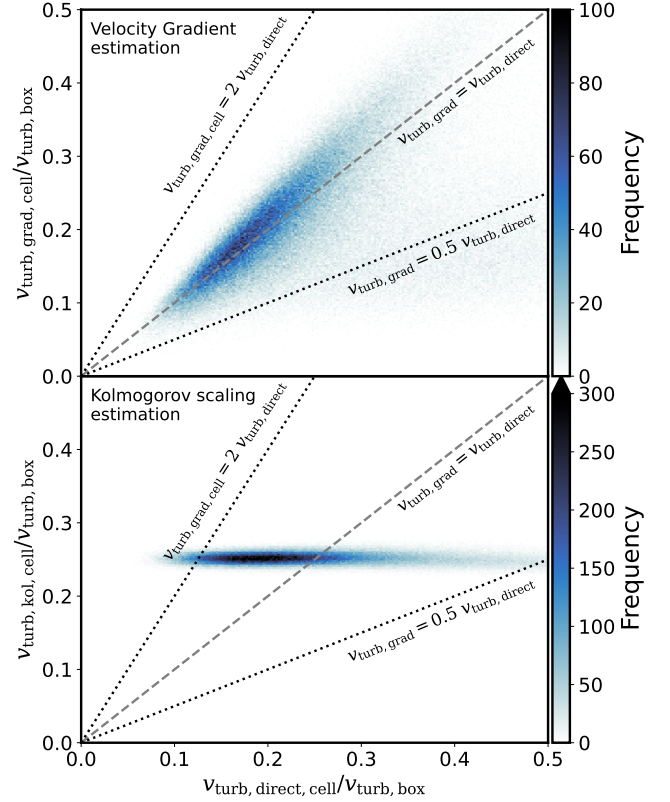 Velocity Gradient
estimation
v_turb, grad, cell = 2 v_turb, direct
v_turb, grad = v_turb, direct
v_turb, grad = 0.5 v_turb, direct
v_turb, grad, cell/v_turb, box
0.5
0.4
0.3
0.2
0.1
0.0
100
80
60
40
20
0
Frequency
Kolmogorov scaling
estimation
v_turb, grad, cell = 2 v_turb, direct
v_turb, grad = v_turb, direct
v_turb, grad = 0.5 v_turb, direct
v_turb, kol, cell/v_turb, box
0.4
0.3
0.2
0.1
0.0
300
250
200
150
100
50
0
Frequency
0.0 0.1 0.2 0.3 0.4 0.5
v_turb, direct, cell/v_turb, box